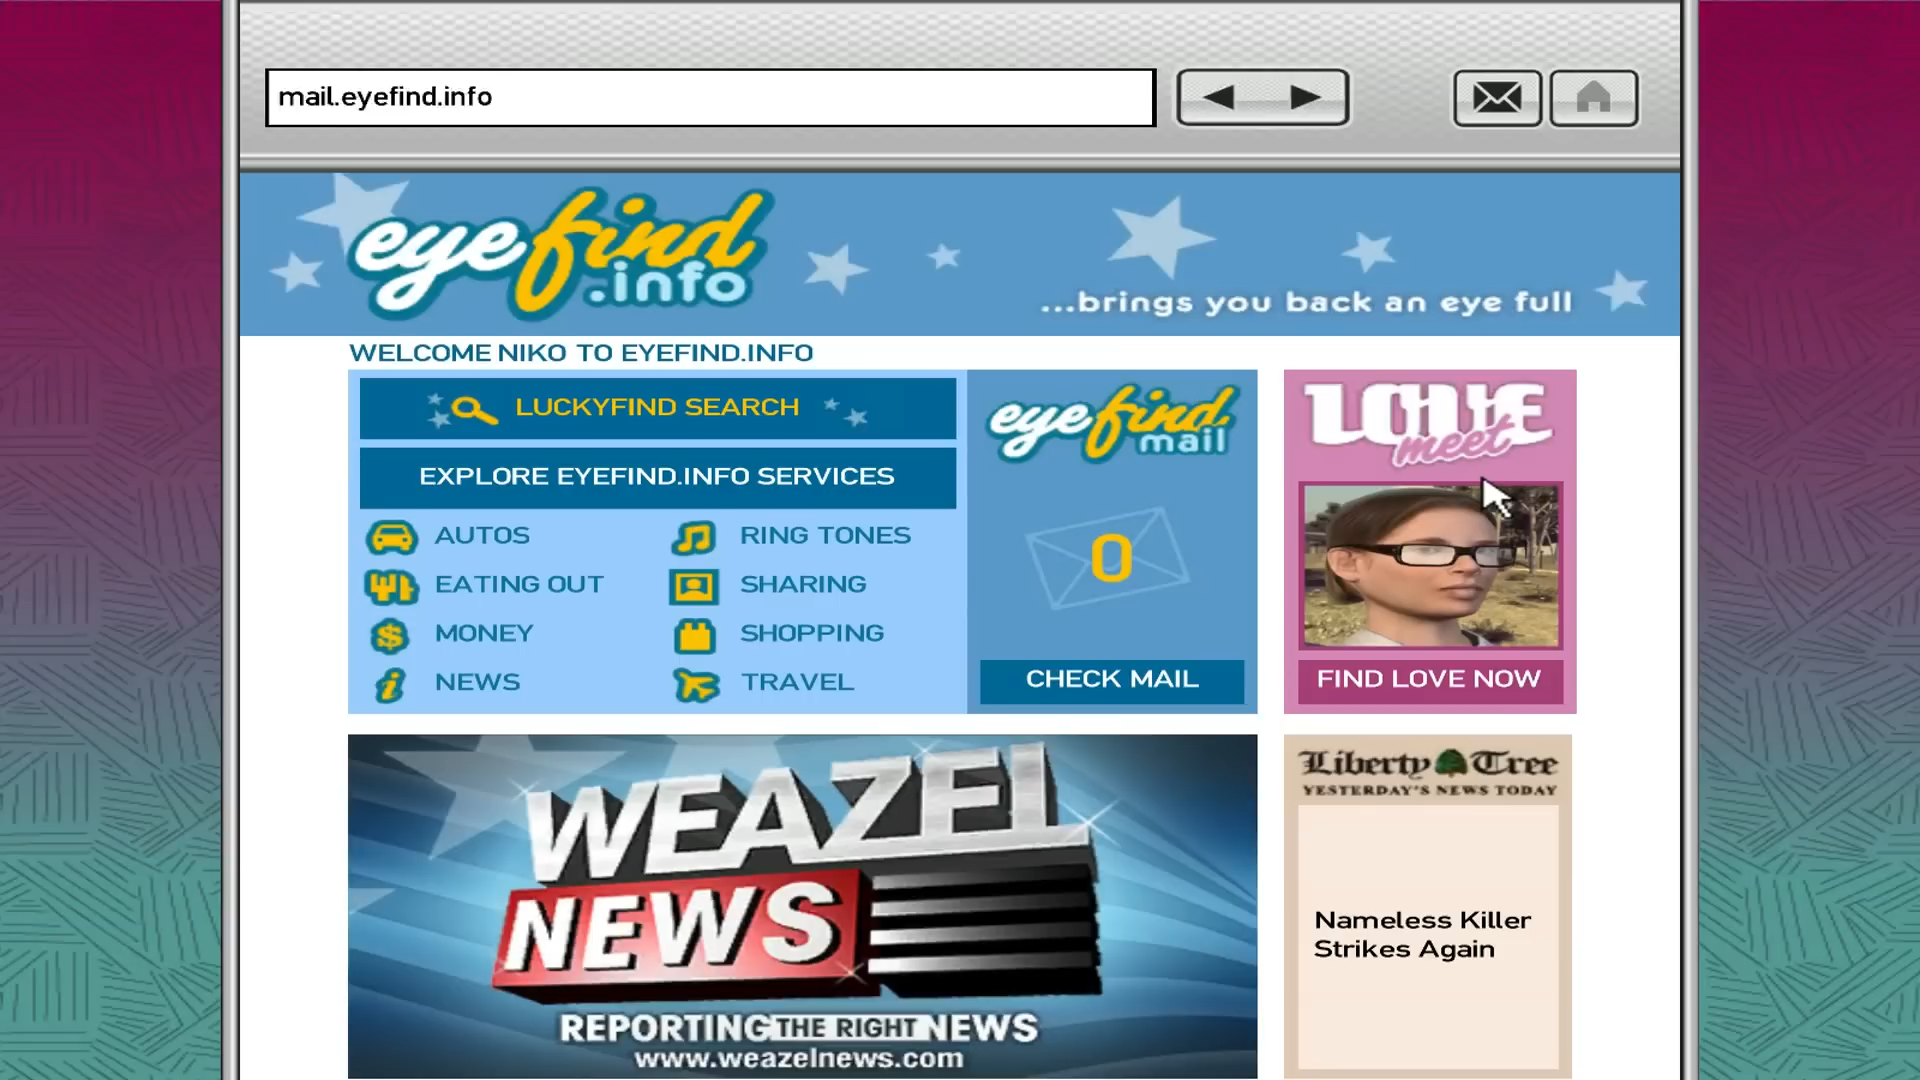 mail.eyefind.info
eyefind
.info
...brings you back an eye full
WELCOME NIKO TO EYEFIND.INFO
LUCKYFIND SEARCH
EXPLORE EYEFIND.INFO SERVICES
AUTOS
RING TONES
EATING OUT
SHARING
MONEY
SHOPPING
NEWS
TRAVEL
eyefind
mail
0
CHECK MAIL
LOVE
meet
FIND LOVE NOW
WEAZEL
NEWS
REPORTING THE RIGHT NEWS
www.weazelnews.com
Liberty Tree
YESTERDAY'S NEWS TODAY
Nameless Killer
Strikes Again